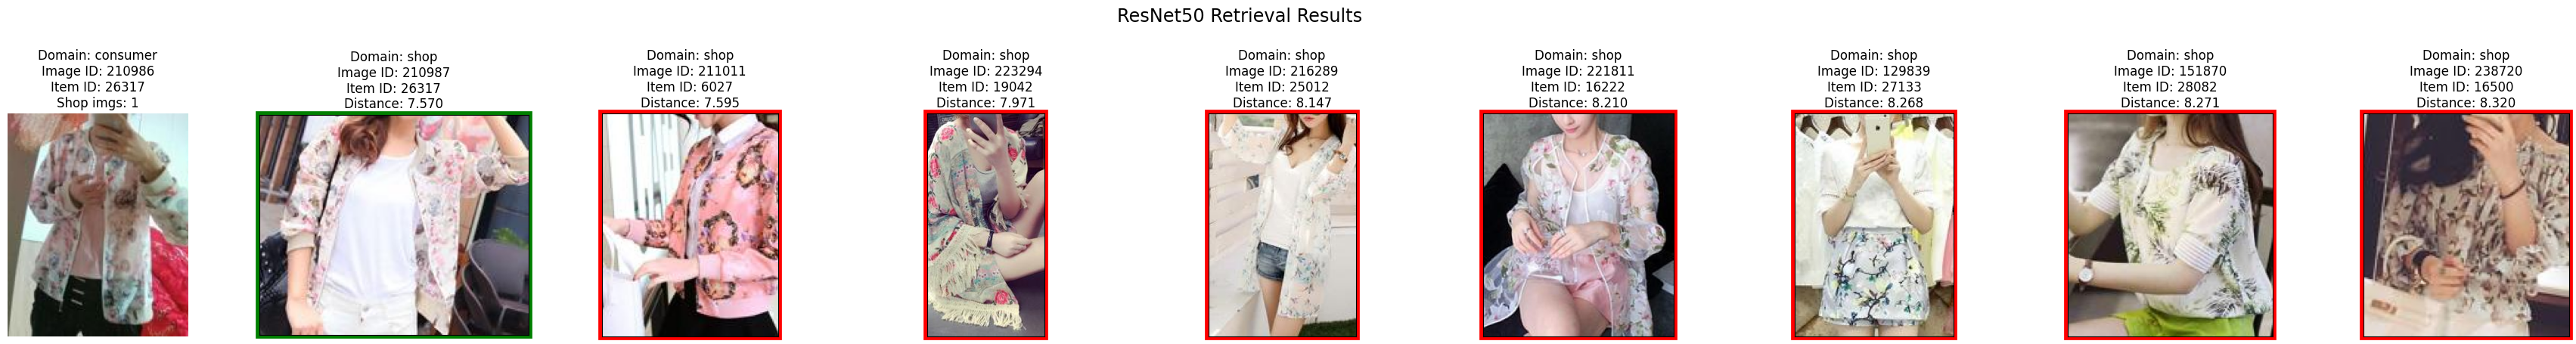 ResNet50 Retrieval Results
Domain: consumer
Image ID: 210986
Item ID: 26317
Shop imgs: 1
Domain: shop
Image ID: 210987
Item ID: 26317
Distance: 7.570
Domain: shop
Image ID: 211011
Item ID: 6027
Distance: 7.595
Domain: shop
Image ID: 223294
Item ID: 19042
Distance: 7.971
Domain: shop
Image ID: 216289
Item ID: 25012
Distance: 8.147
Domain: shop
Image ID: 221811
Item ID: 16222
Distance: 8.210
Domain: shop
Image ID: 129839
Item ID: 27133
Distance: 8.268
Domain: shop
Image ID: 151870
Item ID: 28082
Distance: 8.271
Domain: shop
Image ID: 238720
Item ID: 16500
Distance: 8.320